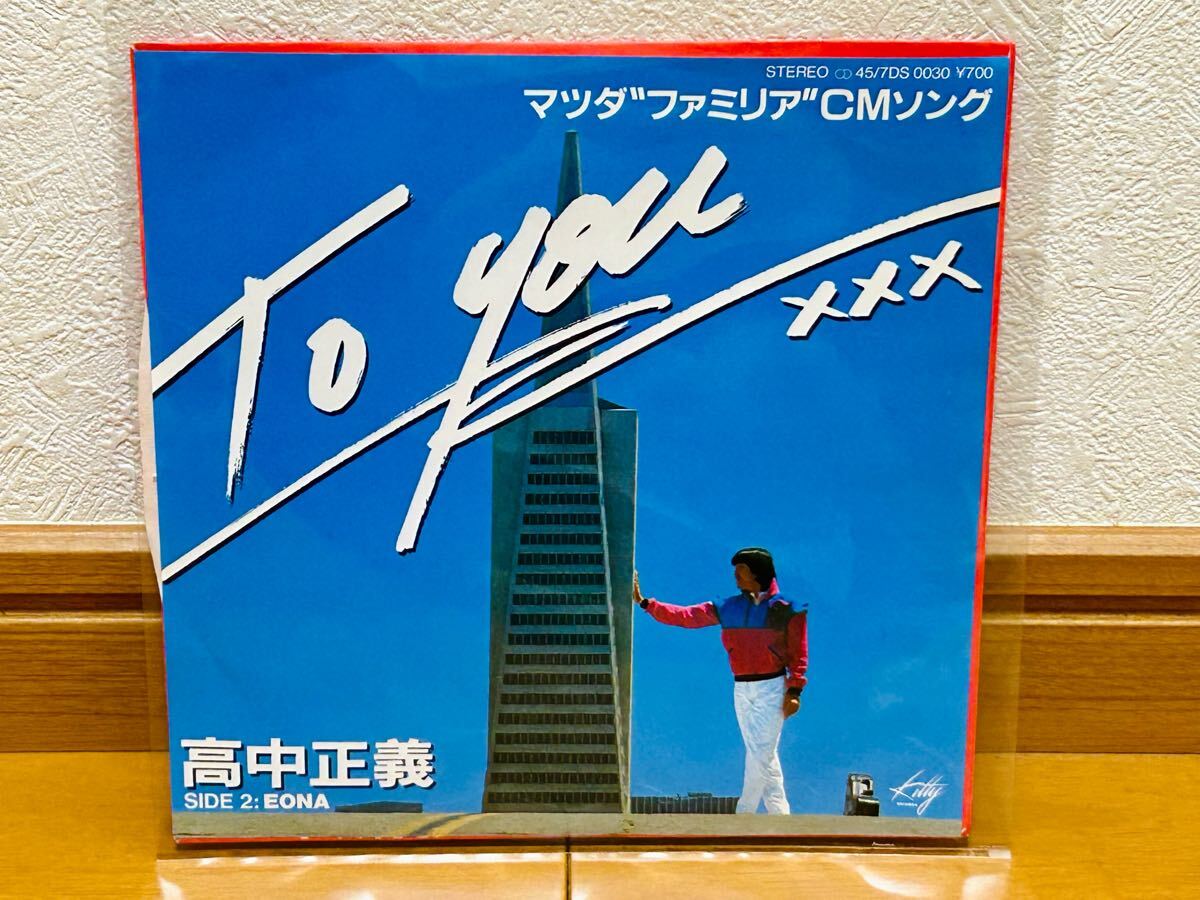 STEREO 45/7DS 0030 ¥700
マツダ"ファミリア"CMソング
To you
xxx
高中正義
SIDE 2: EONA
Kitty